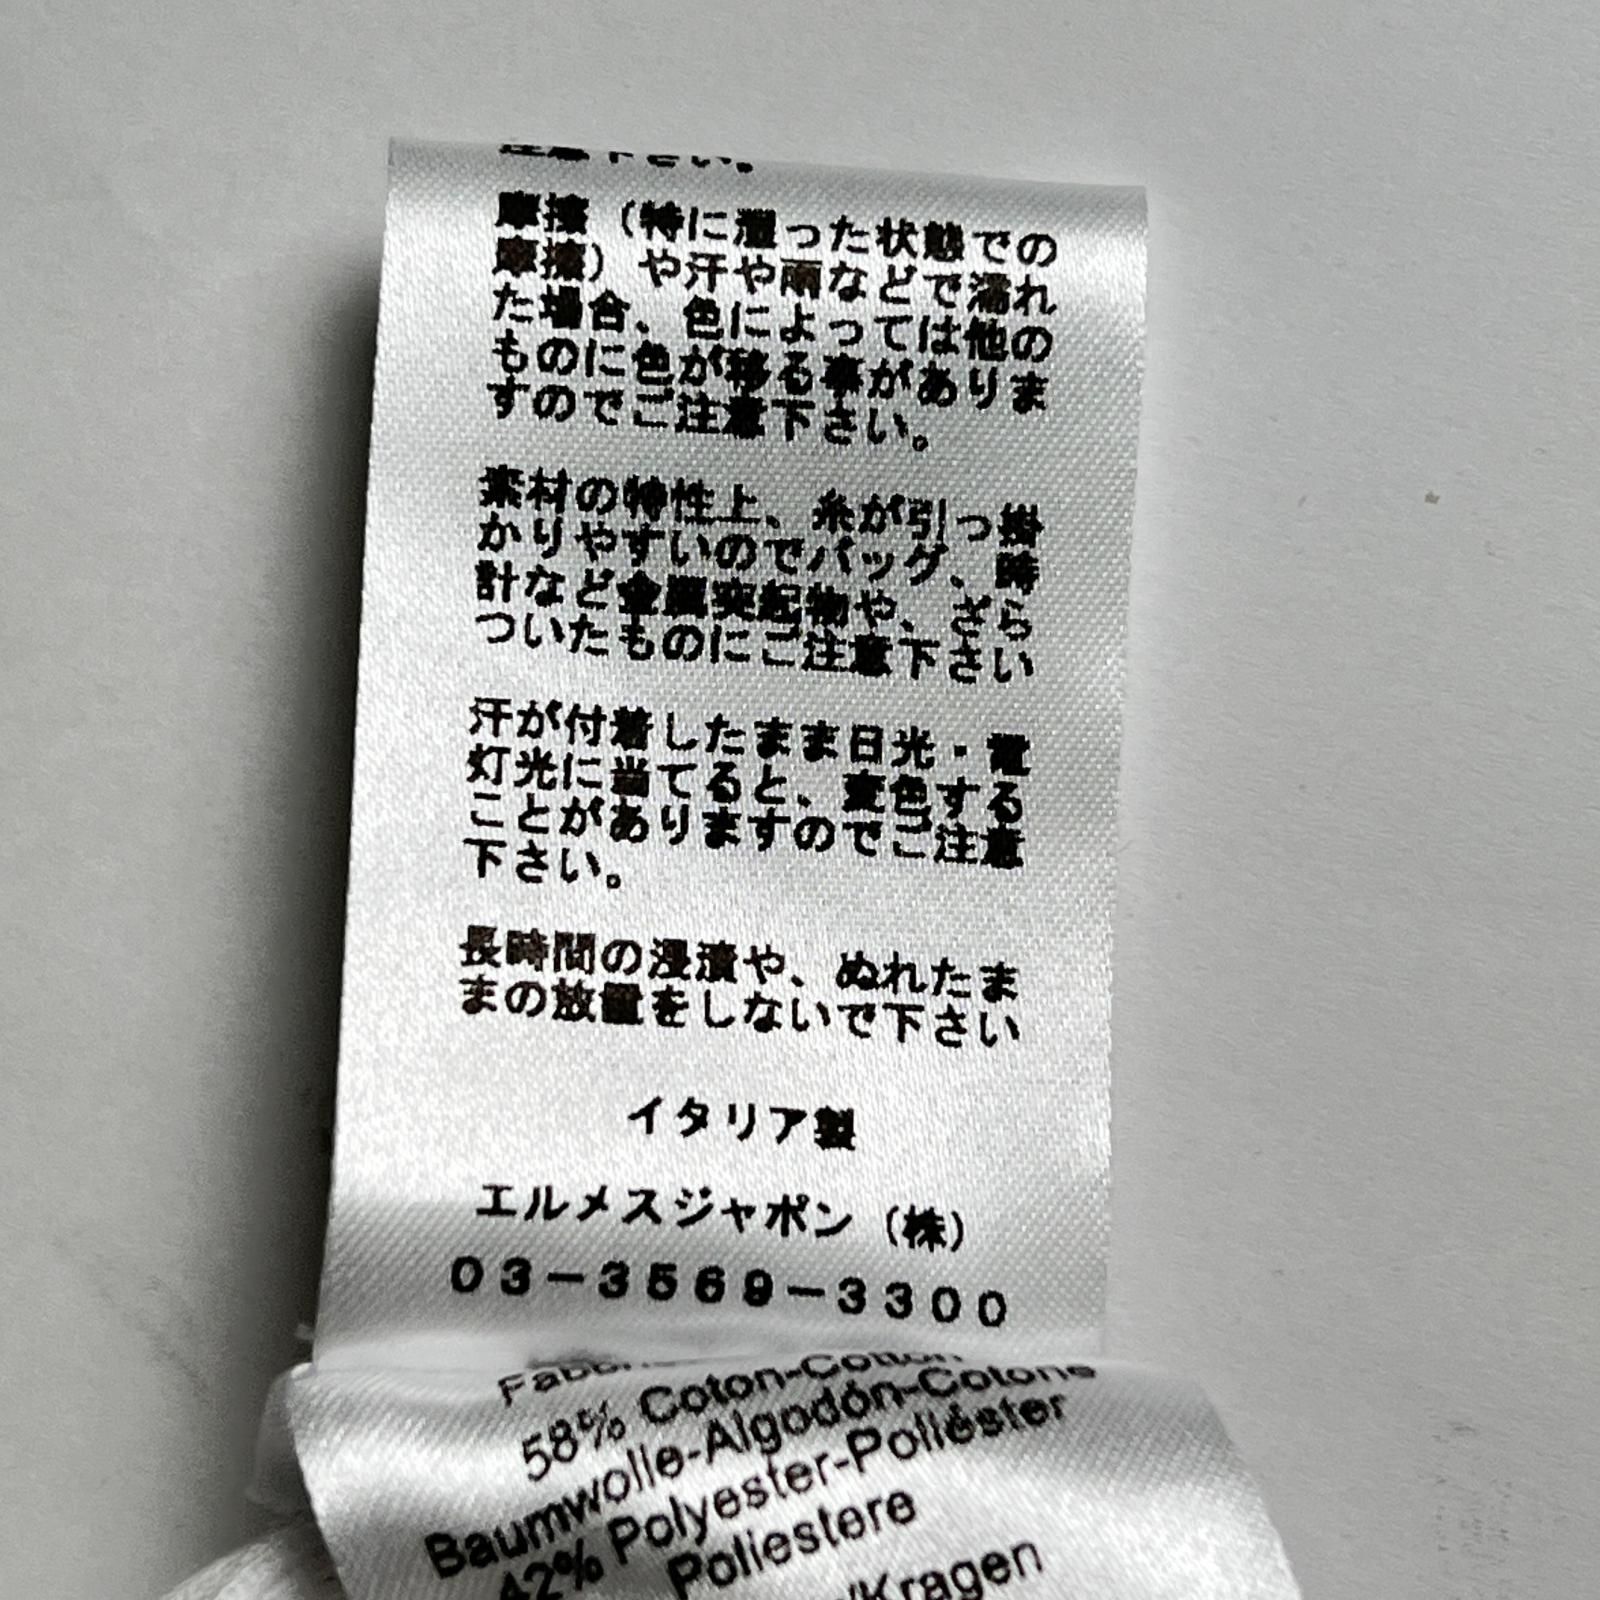 注意下さい。
摩擦（特に湿った状態での
摩擦）や汗や雨などで濡れ
た場合、色によっては他の
ものに色が移る事がありま
すのでご注意下さい。
素材の特性上、糸が引っ掛
かりやすいのでバッグ、時
計など金属突起物や、ざら
ついたものにご注意下さい
汗が付着したまま日光・電
灯光に当てると、変色する
ことがありますのでご注意
下さい。
長時間の浸漬や、ぬれたま
まの放置をしないで下さい
イタリア製
エルメスジャポン（株）
03－3569－3300
58% Coton-Cotton
Baumwolle-Algodón-Cotone
42% Polyester-Poliéster
Poliestere
/Kragen